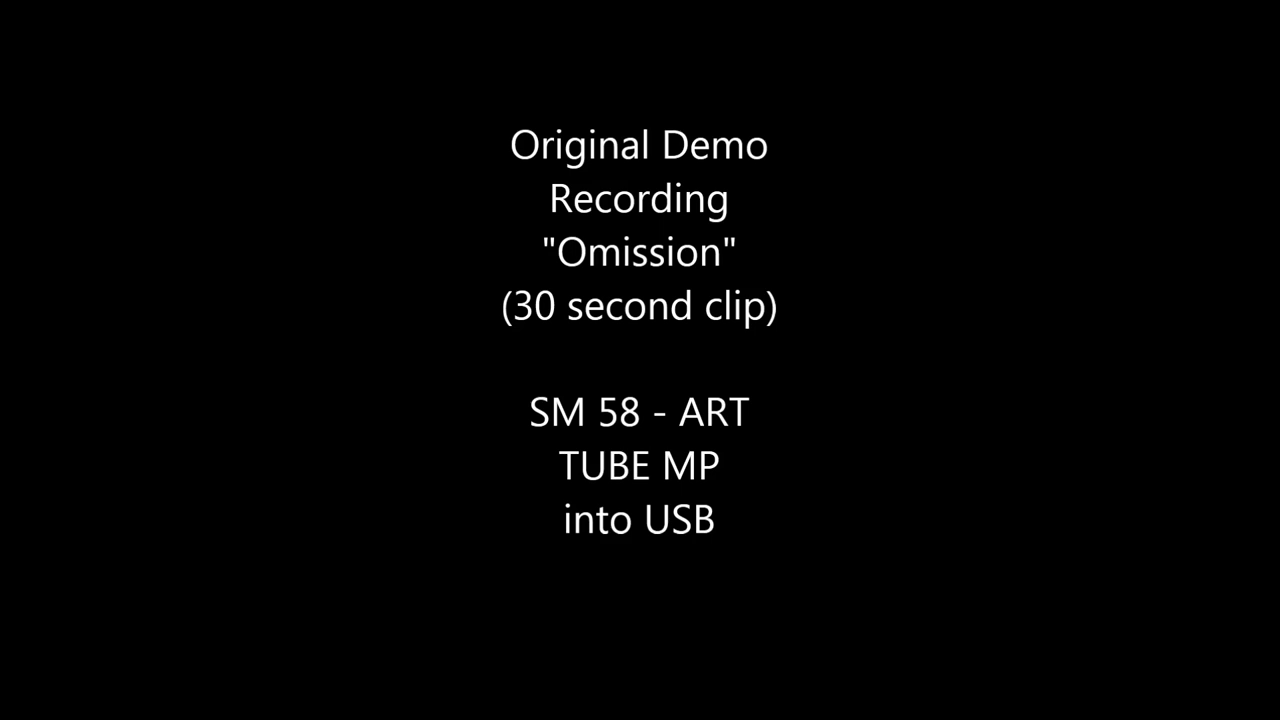 Original Demo
Recording
"Omission"
(30 second clip)
SM 58 - ART
TUBE MP
into USB